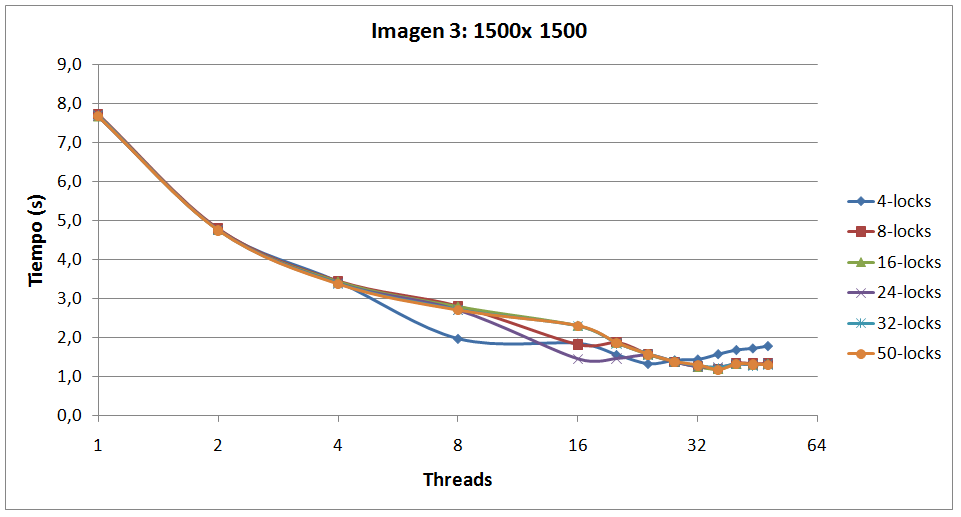 Imagen 3: 1500x 1500
9,0
8,0
7,0
6,0
5,0
4,0
3,0
2,0
1,0
0,0
Tiempo (s)
1 2 4 8 16 32 64
Threads
4-locks
8-locks
16-locks
24-locks
32-locks
50-locks